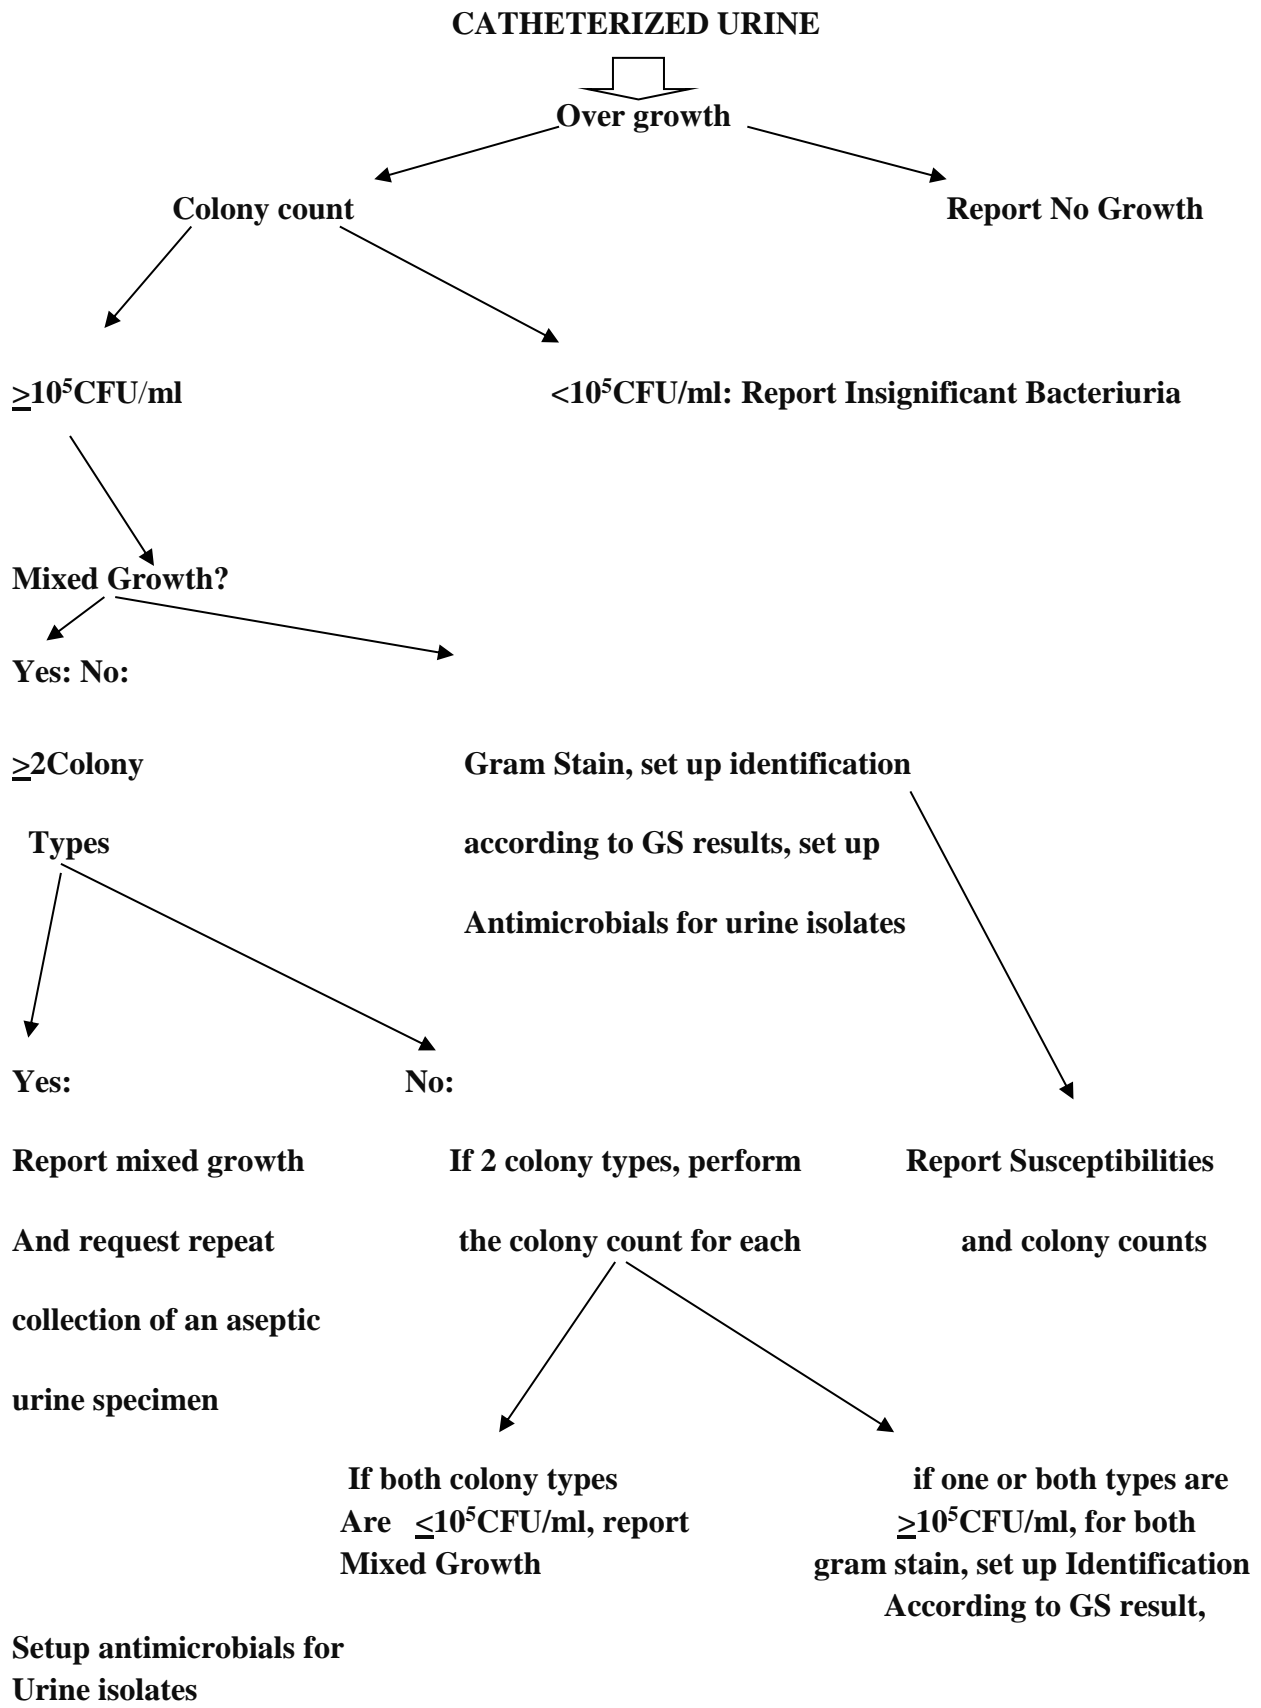 CATHETERIZED URINE
Over growth
Colony count
Report No Growth
≥10⁵CFU/ml
<10⁵CFU/ml: Report Insignificant Bacteriuria
Mixed Growth?
Yes: No:
≥2Colony
Gram Stain, set up identification
Types
according to GS results, set up
Antimicrobials for urine isolates
Yes:
No:
Report mixed growth
If 2 colony types, perform
Report Susceptibilities
And request repeat
the colony count for each
and colony counts
collection of an aseptic
urine specimen
If both colony types
if one or both types are
Are ≤10⁵CFU/ml, report
≥10⁵CFU/ml, for both
Mixed Growth
gram stain, set up Identification
According to GS result,
Setup antimicrobials for
Urine isolates